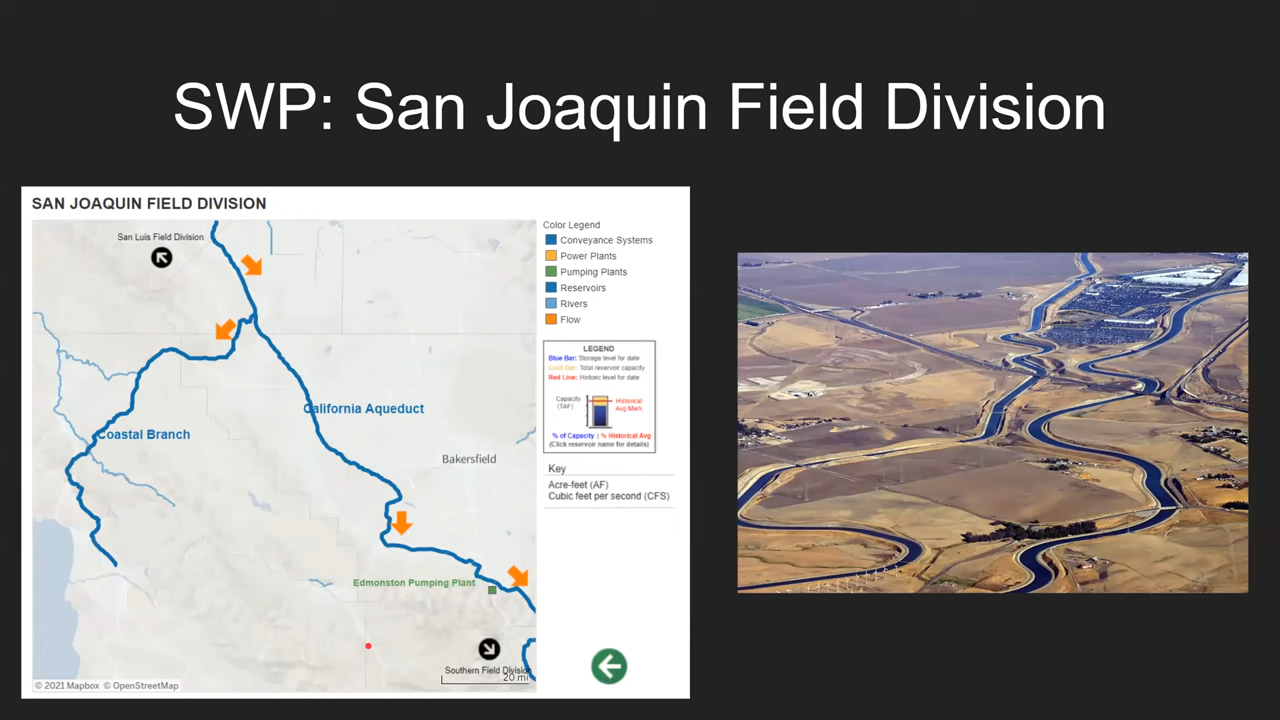 SWP: San Joaquin Field Division
SAN JOAQUIN FIELD DIVISION
San Luis Field Division
California Aqueduct
Coastal Branch
Bakersfield
Edmonston Pumping Plant
Southern Field Division
20 mi
© 2021 Mapbox © OpenStreetMap
Color Legend
Conveyance Systems
Power Plants
Pumping Plants
Reservoirs
Rivers
Flow
LEGEND
Blue Bar: Storage level for date
Gold Bar: Total reservoir capacity
Red Line: Historic level for date
Capacity
(TAF)
Historical
Avg Mark
% of Capacity | % Historical Avg
(Click reservoir name for details)
Key
Acre-feet (AF)
Cubic feet per second (CFS)